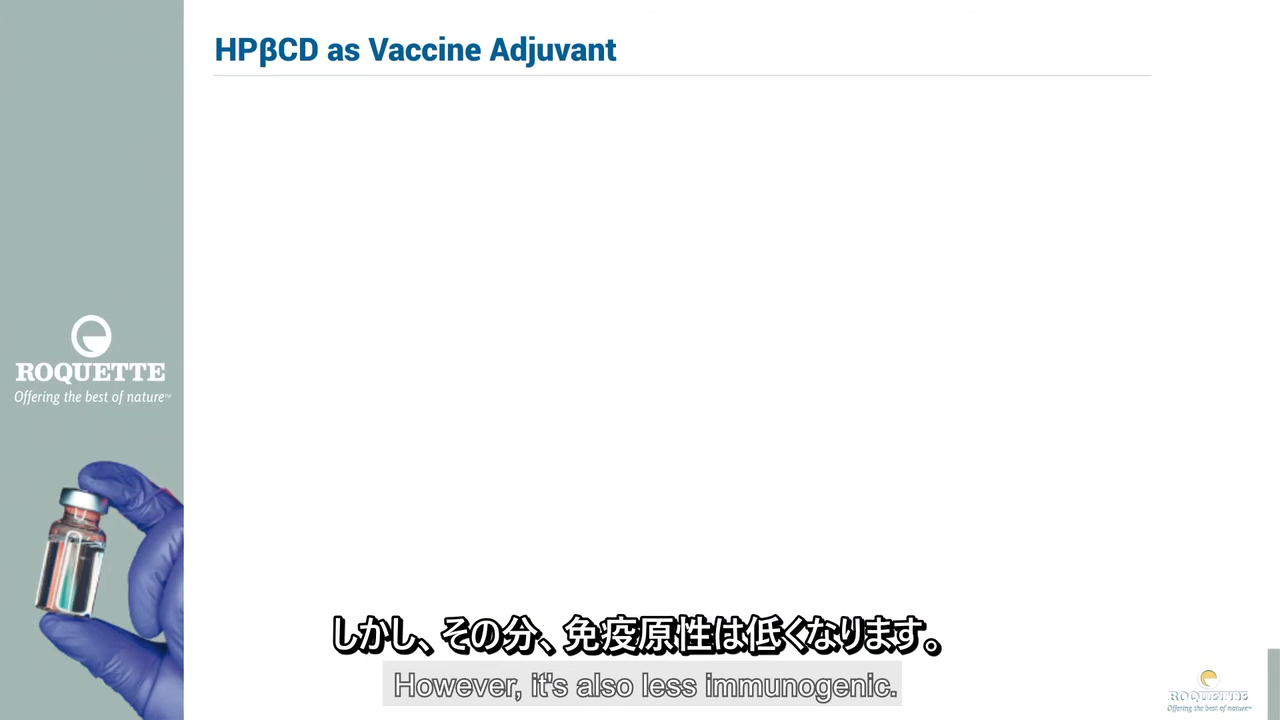 HPβCD as Vaccine Adjuvant
ROQUETTE
Offering the best of nature™
しかし、その分、免疫原性は低くなります。
However, it's also less immunogenic.
ROQUETTE
Offering the best of nature™